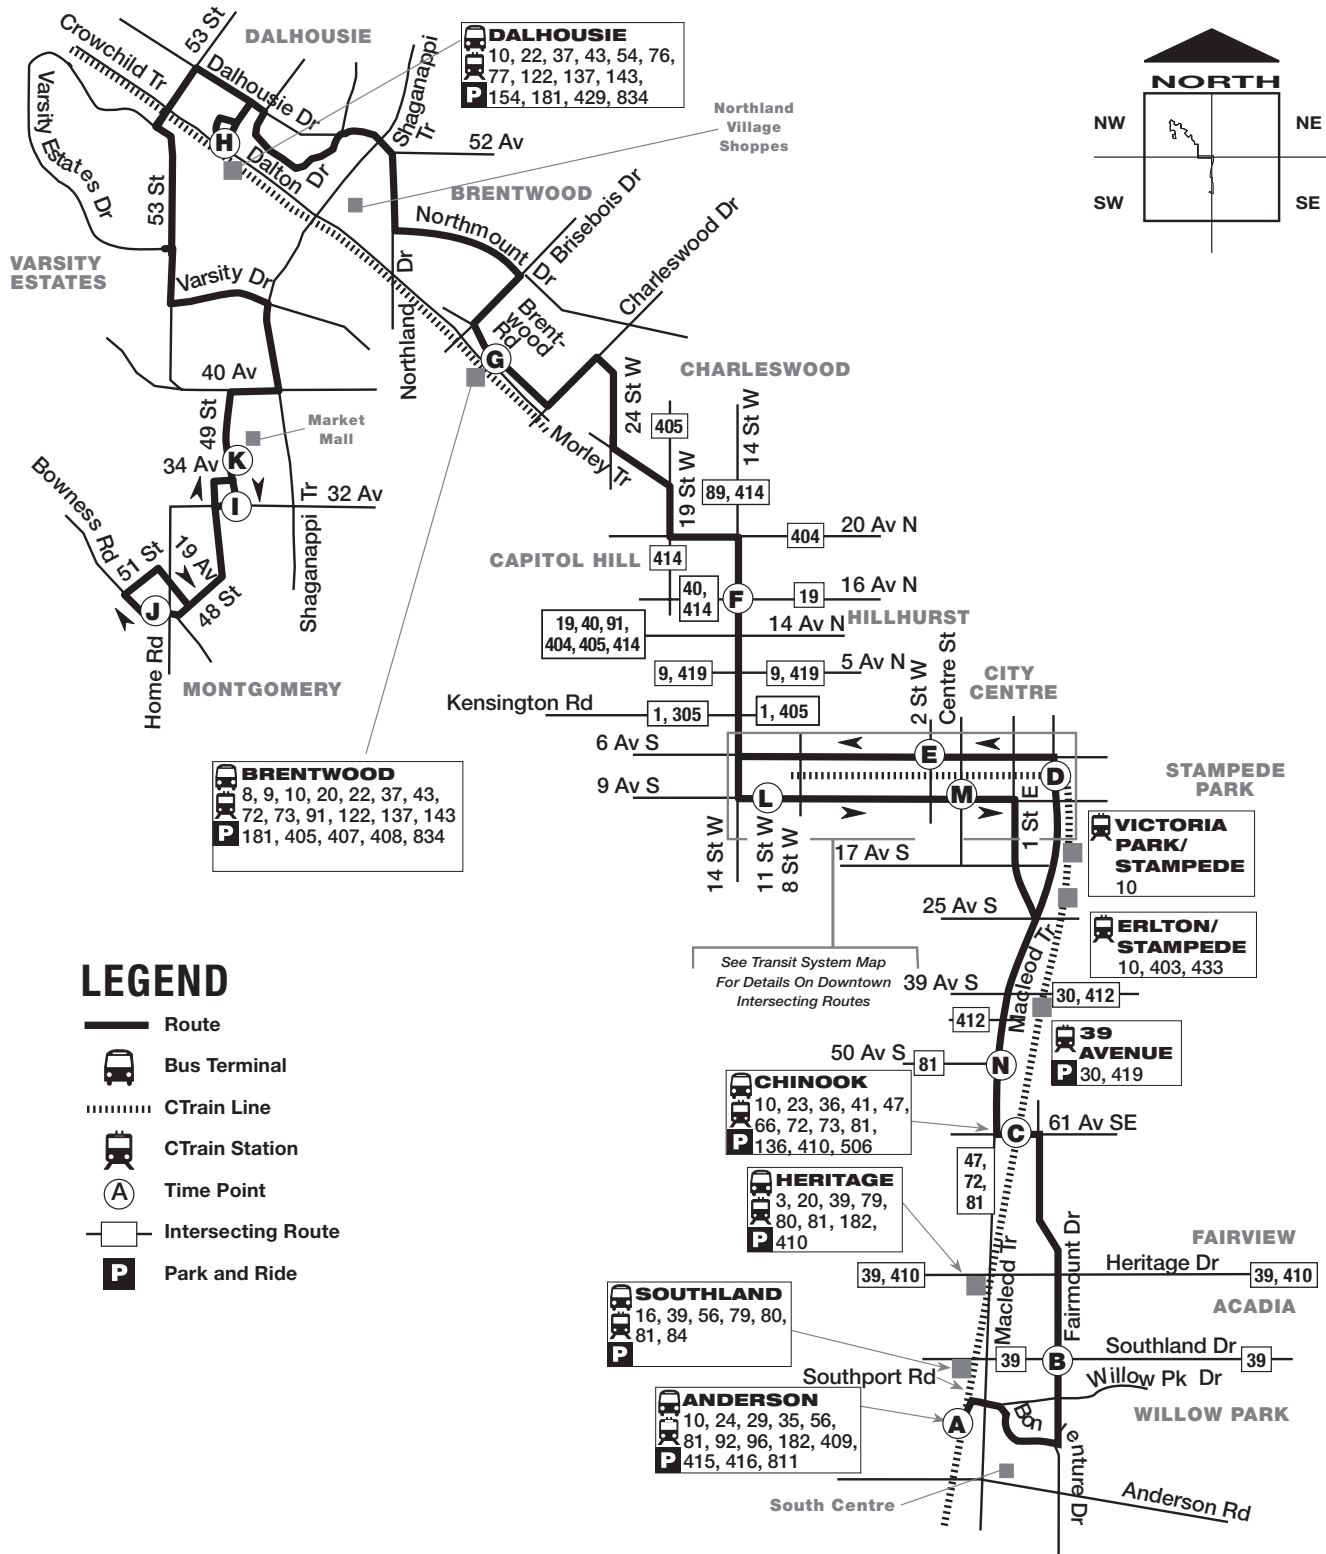 53 St
Crowchild Tr
DALHOUSIE
Dalhousie Dr
Shaganappi
Tr
DALHOUSIE
10, 22, 37, 43, 54, 76,
77, 122, 137, 143,
P
154, 181, 429, 834
Northland
Village
Shoppes
NORTH
NW
NE
SW
SE
Varsity Estates Dr
H
Dalton
Dr
52 Av
53 St
BRENTWOOD
Northmount
Dr
Brisebois Dr
Charleswood Dr
VARSITY
ESTATES
Varsity Dr
Northland
Dr
Brent-
wood
Rd
G
40 Av
24 St W
CHARLESWOOD
49 St
Market
Mall
405
14 St W
Morley Tr
K
34 Av
Bowness Rd
I
Tr
32 Av
Shaganappi
19 St W
89, 414
404
20 Av N
CAPITOL HILL
414
51 St
19 Av
48 St
J
Home Rd
MONTGOMERY
40,
414
F
19
16 Av N
HILLHURST
19, 40, 91,
404, 405, 414
14 Av N
9, 419
9, 419
5 Av N
2 St W
Centre St
CITY
CENTRE
Kensington Rd
1, 305
1, 405
6 Av S
E
D
9 Av S
L
M
1 St E
STAMPEDE
PARK
BRENTWOOD
8, 9, 10, 20, 22, 37, 43,
72, 73, 91, 122, 137, 143
P
181, 405, 407, 408, 834
14 St W
11 St W
8 St W
17 Av S
VICTORIA
PARK/
STAMPEDE
10
25 Av S
ERLTON/
STAMPEDE
10, 403, 433
See Transit System Map
For Details On Downtown
Intersecting Routes
39 Av S
Macleod Tr
30, 412
412
39
AVENUE
P
30, 419
50 Av S
81
N
CHINOOK
10, 23, 36, 41, 47,
66, 72, 73, 81,
P
136, 410, 506
C
61 Av SE
47,
72,
81
HERITAGE
3, 20, 39, 79,
80, 81, 182,
P
410
Macleod Tr
Fairmount Dr
FAIRVIEW
39, 410
Heritage Dr
39, 410
ACADIA
SOUTHLAND
16, 39, 56, 79, 80,
81, 84
P
39
B
Southland Dr
39
Southport Rd
Willow Pk Dr
WILLOW PARK
ANDERSON
10, 24, 29, 35, 56,
81, 92, 96, 182, 409,
P
415, 416, 811
A
Bon Venture Dr
South Centre
Anderson Rd
LEGEND
Route
Bus Terminal
CTrain Line
CTrain Station
A
Time Point
Intersecting Route
P
Park and Ride